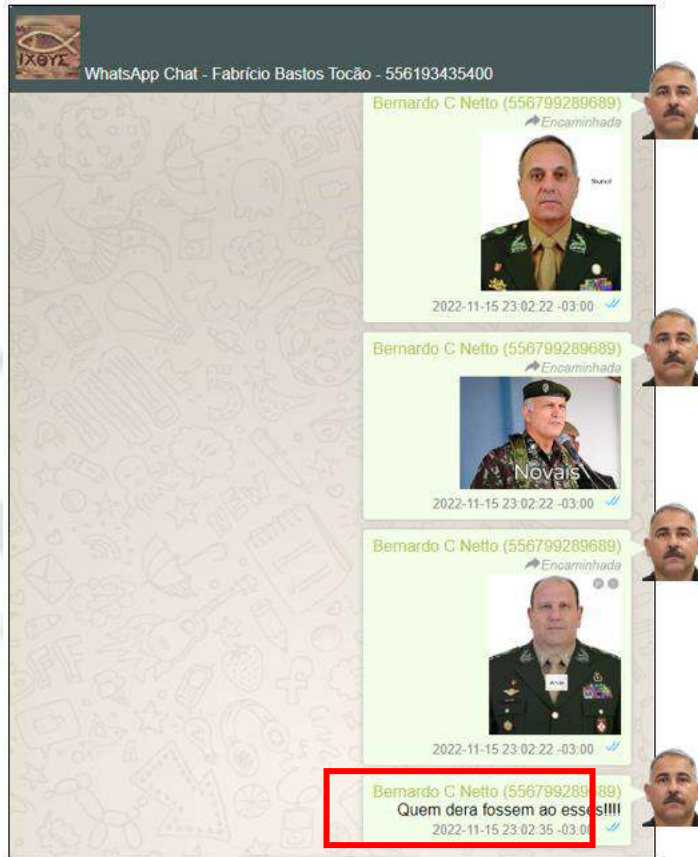 ΙΧΘΥΣ
WhatsApp Chat - Fabrício Bastos Tocão - 556193435400
Bernardo C Netto (556799289689)
Encaminhada
2022-11-15 23:02:22 -03:00
Bernardo C Netto (556799289689)
Encaminhada
Novais
2022-11-15 23:02:22 -03:00
Bernardo C Netto (556799289689)
Encaminhada
2022-11-15 23:02:22 -03:00
Bernardo C Netto (556799289689)
Quem dera fossem ao esses!!!!
2022-11-15 23:02:35 -03:00